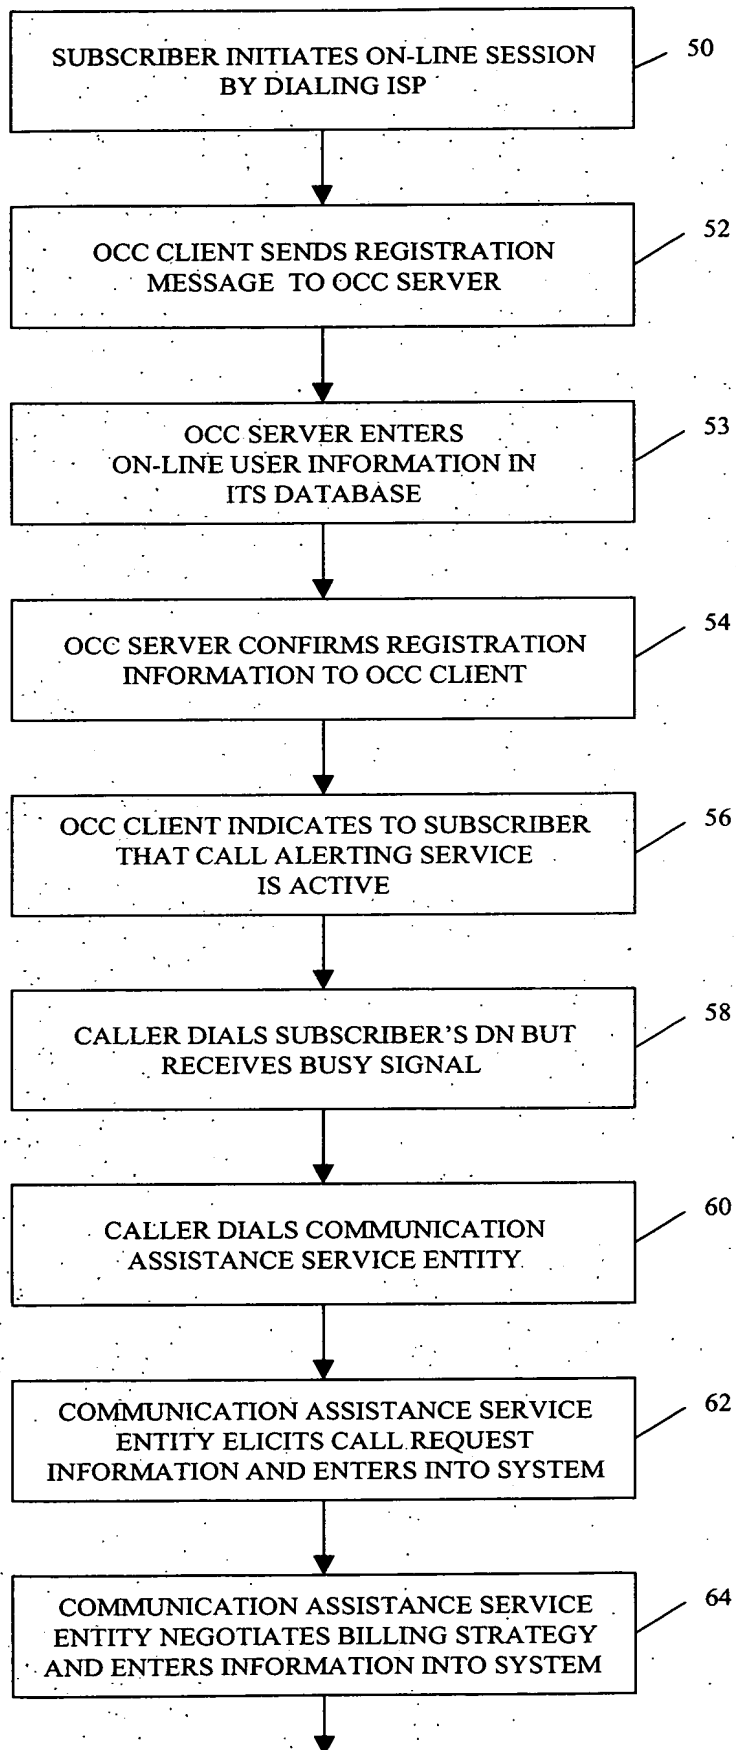 SUBSCRIBER INITIATES ON-LINE SESSION
BY DIALING ISP
50
OCC CLIENT SENDS REGISTRATION
MESSAGE TO OCC SERVER
52
OCC SERVER ENTERS
ON-LINE USER INFORMATION IN
ITS DATABASE
53
OCC SERVER CONFIRMS REGISTRATION
INFORMATION TO OCC CLIENT
54
OCC CLIENT INDICATES TO SUBSCRIBER
THAT CALL ALERTING SERVICE
IS ACTIVE
56
CALLER DIALS SUBSCRIBER'S DN BUT
RECEIVES BUSY SIGNAL
58
CALLER DIALS COMMUNICATION
ASSISTANCE SERVICE ENTITY
60
COMMUNICATION ASSISTANCE SERVICE
ENTITY ELICITS CALL REQUEST
INFORMATION AND ENTERS INTO SYSTEM
62
COMMUNICATION ASSISTANCE SERVICE
ENTITY NEGOTIATES BILLING STRATEGY
AND ENTERS INFORMATION INTO SYSTEM
64